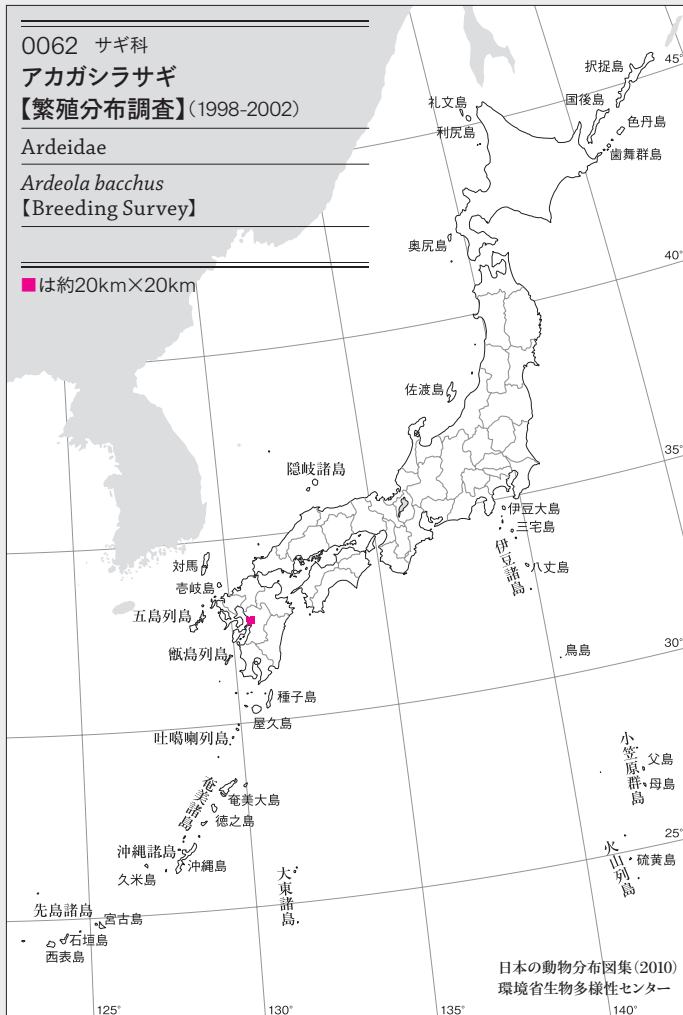 0062 サギ科
アカガシラサギ
【繁殖分布調査】(1998-2002)
Ardeidae
Ardeola bacchus
【Breeding Survey】
■は約20km×20km
択捉島
45°
国後島
礼文島
色丹島
利尻島
歯舞群島
奥尻島
40°
佐渡島
35°
隠岐諸島
伊豆大島
三宅島
伊豆諸島
八丈島
対馬
壱岐島
五島列島
甑島列島
鳥島
30°
種子島
屋久島
吐噶喇列島
小笠原群島
父島
母島
奄美諸島
奄美大島
徳之島
25°
沖縄諸島
沖縄島
久米島
火山列島
硫黄島
大東諸島
先島諸島
宮古島
石垣島
西表島
日本の動物分布図集(2010)
環境省生物多様性センター
125°
130°
135°
140°